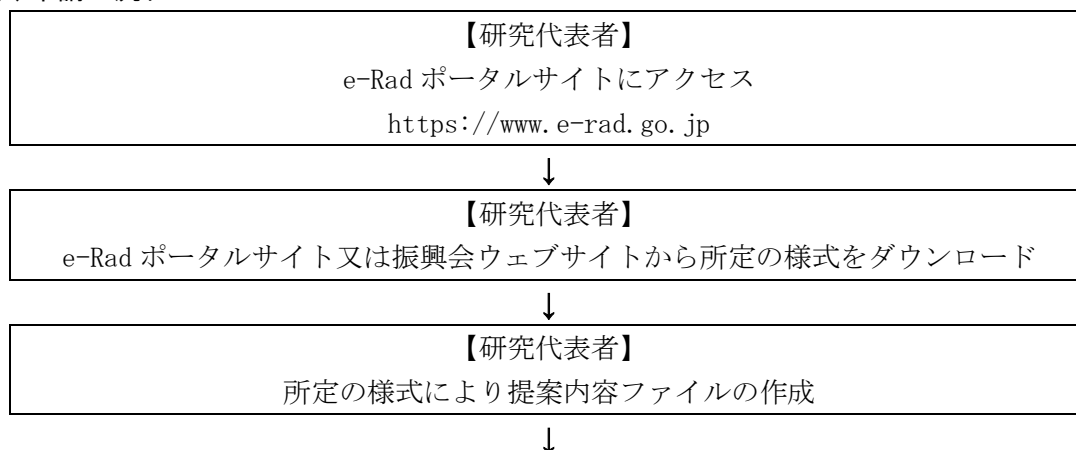 【研究代表者】
e-Rad ポータルサイトにアクセス
https://www.e-rad.go.jp
↓
【研究代表者】
e-Rad ポータルサイト又は振興会ウェブサイトから所定の様式をダウンロード
↓
【研究代表者】
所定の様式により提案内容ファイルの作成
↓